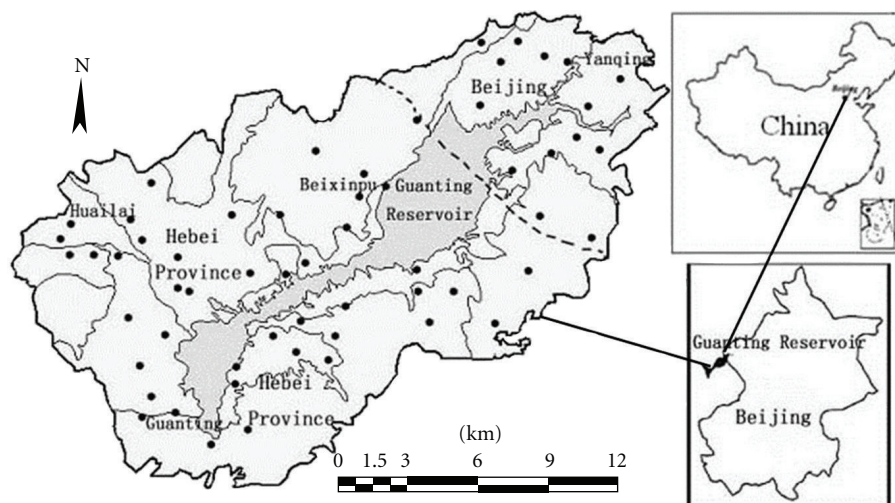 N
Yanqing
Beijing
Beixinpu
Guanting
Reservoir
Huailai
Hebei
Province
Hebei
Province
Guanting
(km)
0 1.5 3 6 9 12
Beijing
China
Guanting Reservoir
Beijing